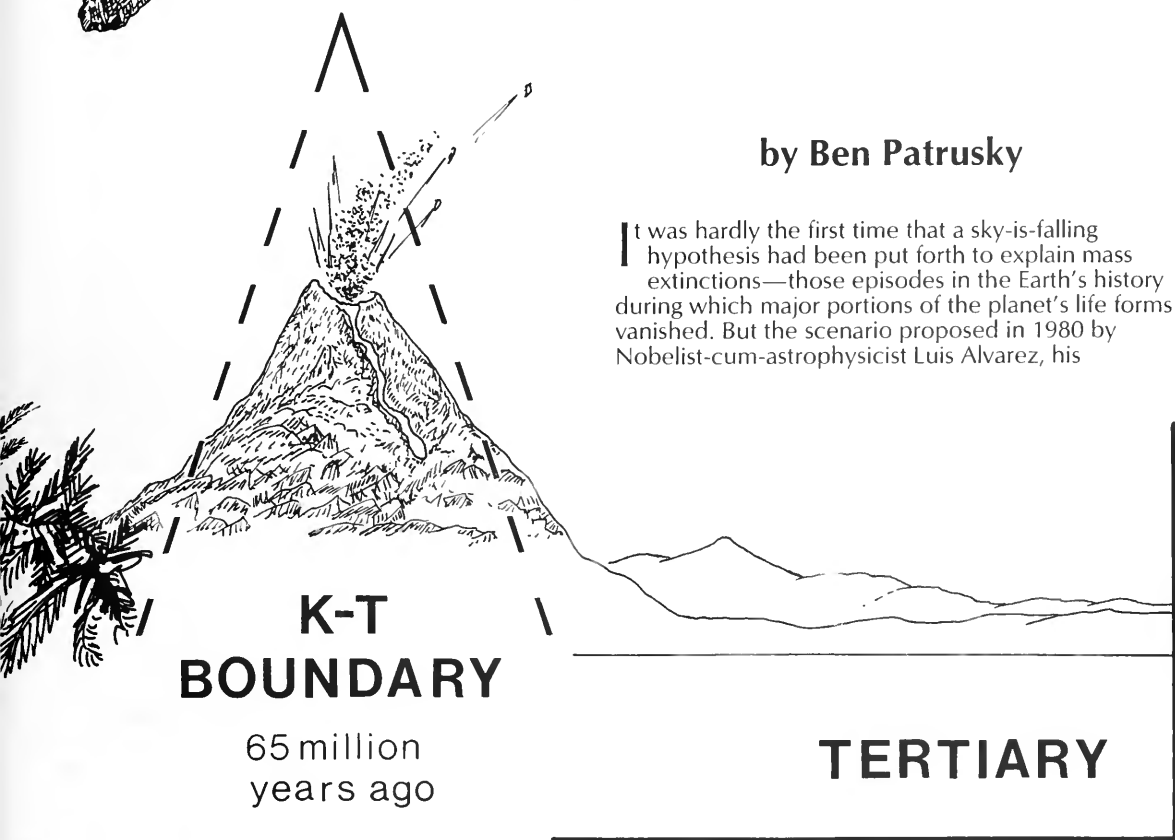 by Ben Patrusky
It was hardly the first time that a sky-is-falling
hypothesis had been put forth to explain mass
extinctions—those episodes in the Earth's history
during which major portions of the planet's life forms
vanished. But the scenario proposed in 1980 by
Nobelist-cum-astrophysicist Luis Alvarez, his
K-T
BOUNDARY
65 million
years ago
TERTIARY